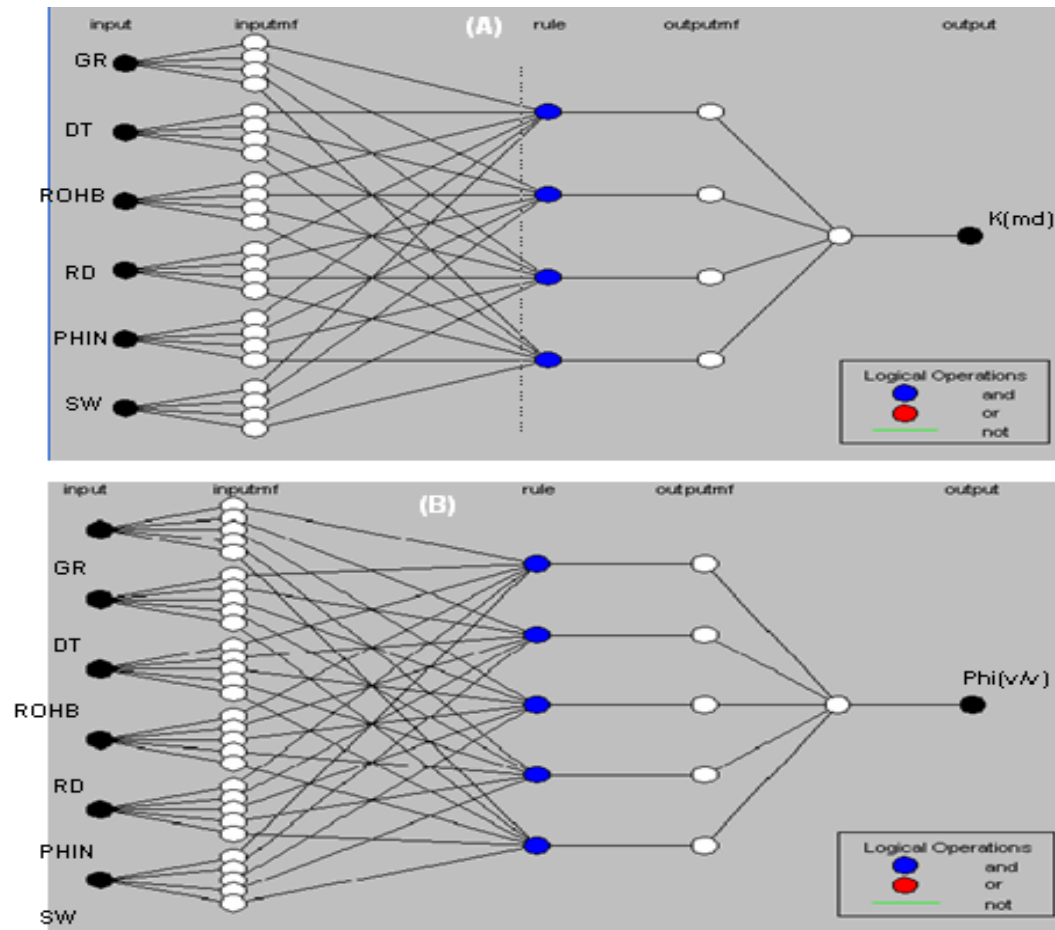 input inputmf (A) rule outputmf output
GR
DT
ROHB
RD
PHIN
SW
K(md)
Logical Operations
and
or
not
input inputmf (B) rule outputmf output
GR
DT
ROHB
RD
PHIN
SW
Phi(v/v)
Logical Operations
and
or
not